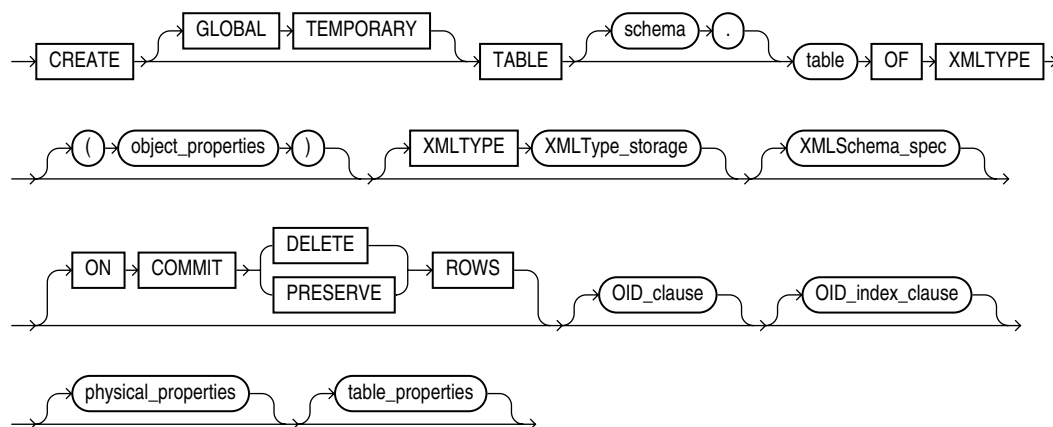 GLOBAL TEMPORARY schema .
CREATE TABLE table OF XMLTYPE
( object_properties ) XMLTYPE XMLType_storage XMLSchema_spec
DELETE
ON COMMIT ROWS OID_clause OID_index_clause
PRESERVE
physical_properties table_properties